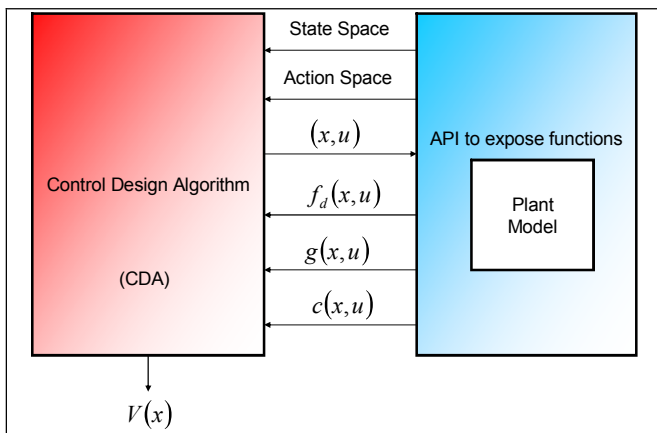 State Space
Action Space
(x,u)
Control Design Algorithm
(CDA)
f_d(x,u)
g(x,u)
c(x,u)
API to expose functions
Plant
Model
V(x)